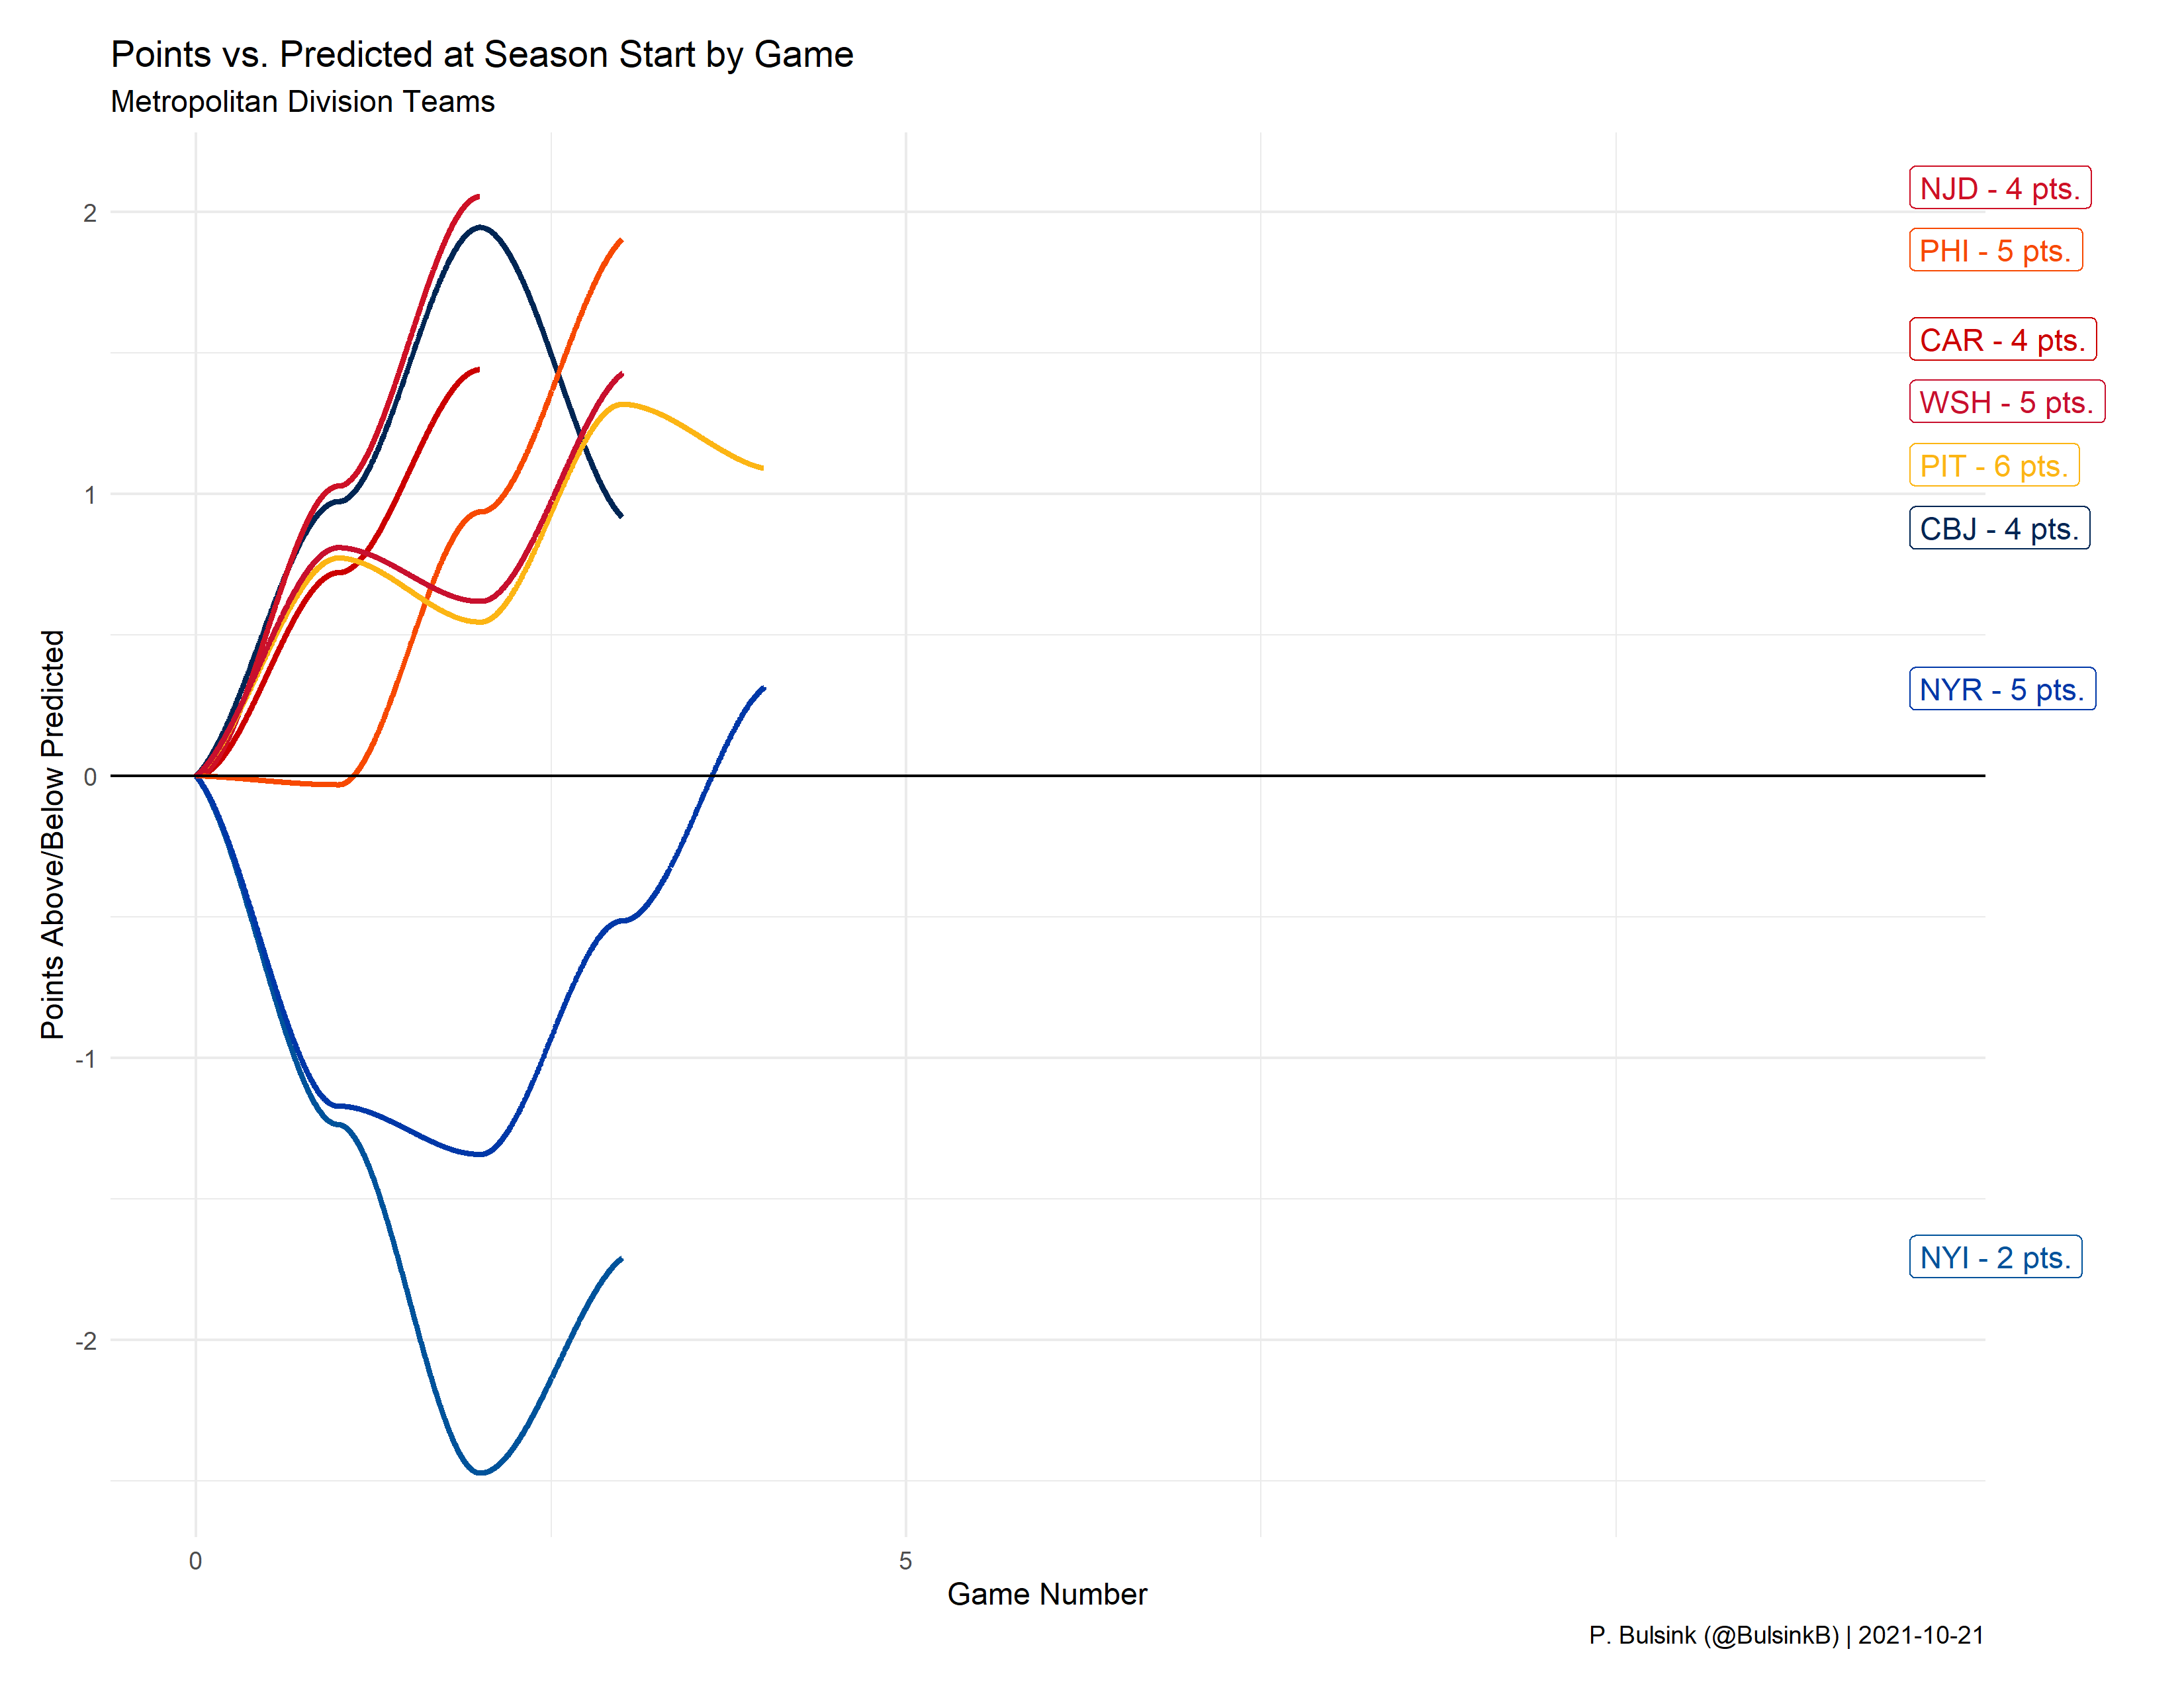 Points vs. Predicted at Season Start by Game
Metropolitan Division Teams
NJD - 4 pts.
PHI - 5 pts.
CAR - 4 pts.
WSH - 5 pts.
PIT - 6 pts.
CBJ - 4 pts.
NYR - 5 pts.
NYI - 2 pts.
Points Above/Below Predicted
2
1
0
-1
-2
0
5
Game Number
P. Bulsink (@BulsinkB) | 2021-10-21